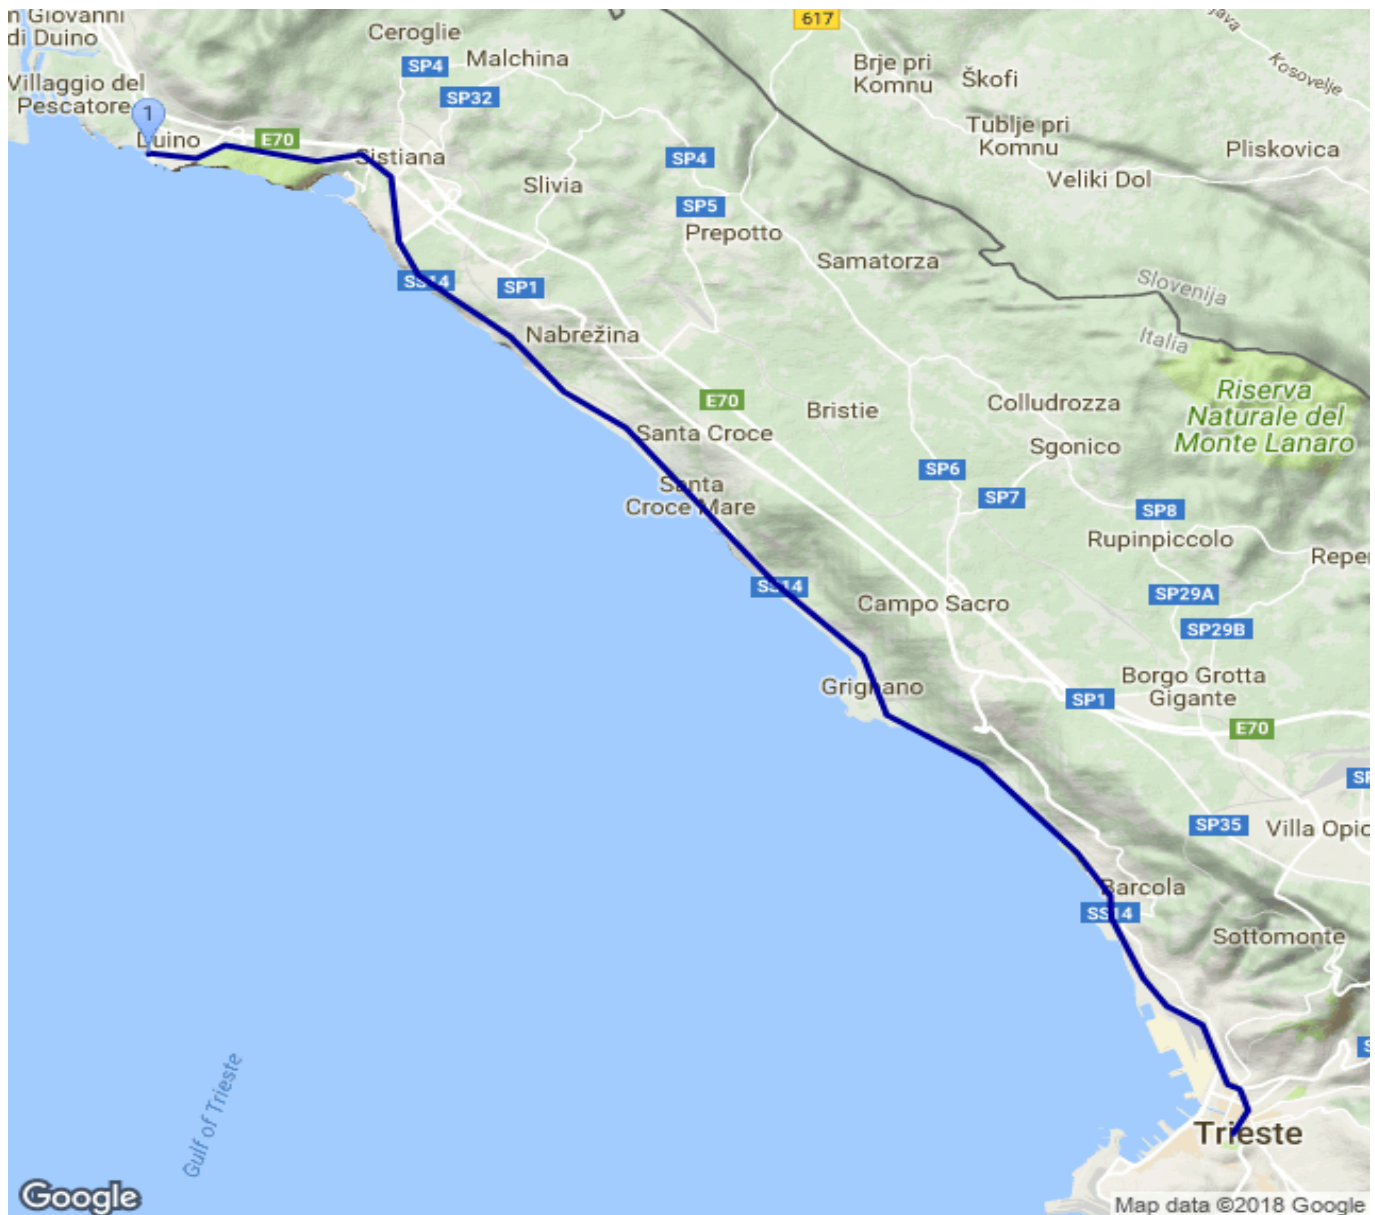 n Giovanni
di Duino
Ceroglie
617
Malchina
SP4
Brje pri
Komnu
Škofi
Kosovelje
Villaggio del
Pescatore
SP32
1
Duino
E70
Sistiana
Tublje pri
Komnu
Pliskovica
SP4
Slivia
Veliki Dol
SP5
Prepotto
Samatorza
SS14
SP1
Slovenija
Nabrežina
Italia
E70
Bristie
Colludrozza
Riserva
Naturale del
Monte Lanaro
Santa Croce
Sgonico
SP6
Santa
Croce Mare
SP7
SP8
Rupinpiccolo
Repe
SS14
Campo Sacro
SP29A
SP29B
Grignano
SP1
Borgo Grotta
Gigante
E70
SP
SP35
Villa Opic
Barcola
SS14
Sottomonte
S
Gulf of Trieste
Trieste
Google
Map data ©2018 Google